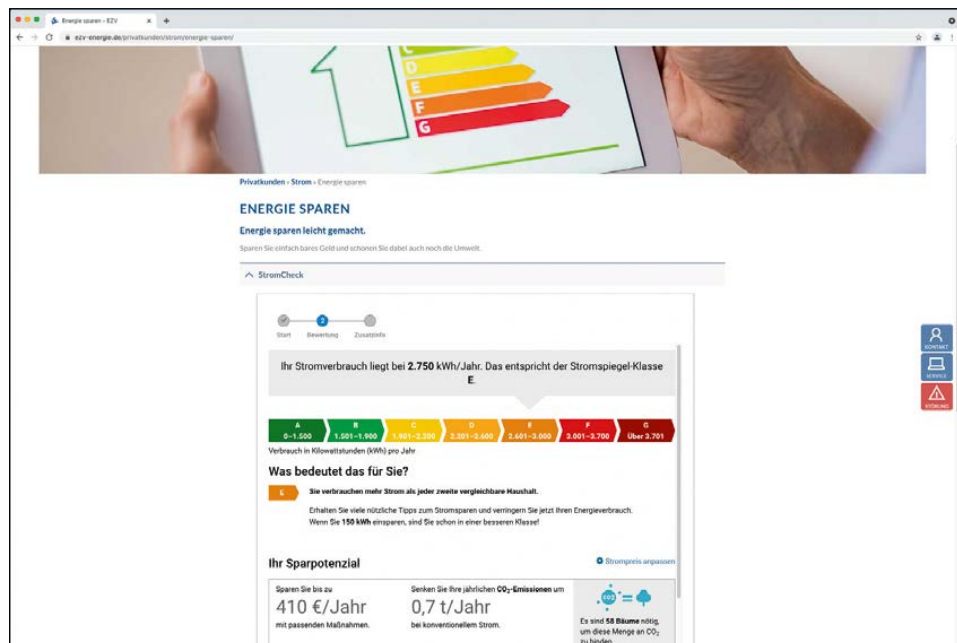 Energie sparen - EZV
ezv-energie.de/privatkunden/strom/energie-sparen/
C
D
E
F
G
Privatkunden › Strom › Energie sparen
ENERGIE SPAREN
Energie sparen leicht gemacht.
Sparen Sie einfach bares Geld und schonen Sie dabei auch noch die Umwelt.
StromCheck
2
Start Bewertung Zusatzinfo
Ihr Stromverbrauch liegt bei 2.750 kWh/Jahr. Das entspricht der Stromspiegel-Klasse
E.
A B C D E F G
0–1.500 1.501–1.900 1.901–2.200 2.201–2.600 2.601–3.000 3.001–3.700 Über 3.701
Verbrauch in Kilowattstunden (kWh) pro Jahr
Was bedeutet das für Sie?
E Sie verbrauchen mehr Strom als jeder zweite vergleichbare Haushalt.
Erhalten Sie viele nützliche Tipps zum Stromsparen und verringern Sie jetzt Ihren Energieverbrauch.
Wenn Sie 150 kWh einsparen, sind Sie schon in einer besseren Klasse!
Ihr Sparpotenzial
Strompreis anpassen
Sparen Sie bis zu
410 €/Jahr
mit passenden Maßnahmen.
Senken Sie Ihre jährlichen CO₂-Emissionen um
0,7 t/Jahr
bei konventionellem Strom.
CO2 =
Es sind 58 Bäume nötig,
um diese Menge an CO₂
zu binden.
KONTAKT
SERVICE
STÖRUNG